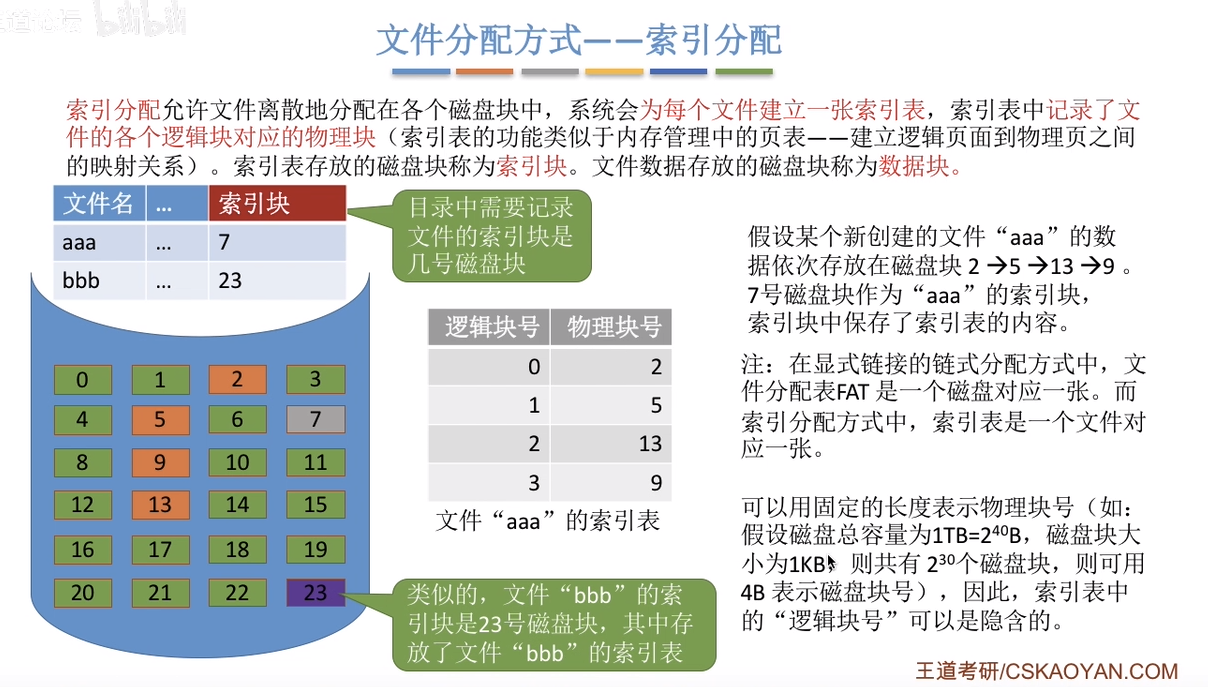 bilibili
文件分配方式——索引分配
索引分配允许文件离散地分配在各个磁盘块中，系统会为每个文件建立一张索引表，索引表中记录了文
件的各个逻辑块对应的物理块（索引表的功能类似于内存管理中的页表——建立逻辑页面到物理页之间
的映射关系）。索引表存放的磁盘块称为索引块。文件数据存放的磁盘块称为数据块。
文件名 ... 索引块
aaa ... 7
bbb ... 23
目录中需要记录
文件的索引块是
几号磁盘块
0 1 2 3
4 5 6 7
8 9 10 11
12 13 14 15
16 17 18 19
20 21 22 23
逻辑块号 物理块号
0 2
1 5
2 13
3 9
文件“aaa”的索引表
类似的，文件“bbb”的索
引块是23号磁盘块，其中存
放了文件“bbb”的索引表
假设某个新创建的文件“aaa”的数
据依次存放在磁盘块 2 →5 →13 →9 。
7号磁盘块作为“aaa”的索引块，
索引块中保存了索引表的内容。
注：在显式链接的链式分配方式中，文
件分配表FAT 是一个磁盘对应一张。而
索引分配方式中，索引表是一个文件对
应一张。
可以用固定的长度表示物理块号（如：
假设磁盘总容量为1TB=2⁴⁰B，磁盘块大
小为1KB，则共有 2³⁰个磁盘块，则可用
4B 表示磁盘块号），因此，索引表中
的“逻辑块号”可以是隐含的。
王道考研/CSKAOYAN.COM